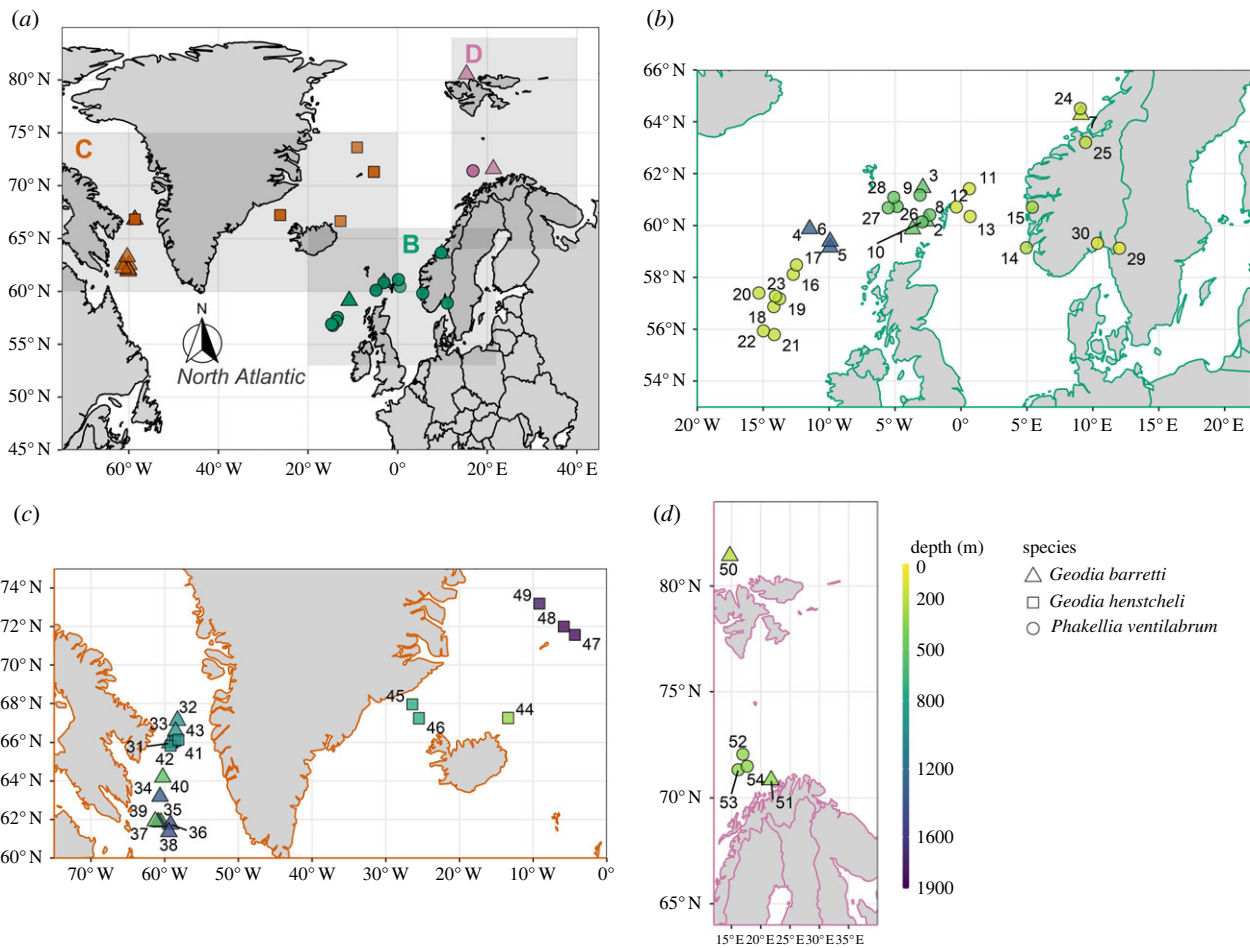 (a)
80° N
75° N
70° N
65° N
60° N
55° N
50° N
45° N
C
B
D
N
North Atlantic
60° W
40° W
20° W
0°
20° E
40° E
(b)
66° N
64° N
62° N
60° N
58° N
56° N
54° N
24
7
25
3
28
9
11
12
8
27
26
13
1
2
10
4
6
5
17
16
23
20
18
19
22
21
15
14
30
29
20° W
15° W
10° W
5° W
0°
5° E
10° E
15° E
20° E
(c)
74° N
72° N
70° N
68° N
66° N
64° N
62° N
60° N
49
48
47
45
46
44
32
33
43
31
41
42
34
40
39
35
37
36
38
70° W
60° W
50° W
40° W
30° W
20° W
10° W
0°
(d)
80° N
75° N
70° N
65° N
50
52
53
54
51
15° E
20° E
25° E
30° E
35° E
depth (m)
0
200
500
800
1200
1600
1900
species
Geodia barretti
Geodia henstcheli
Phakellia ventilabrum